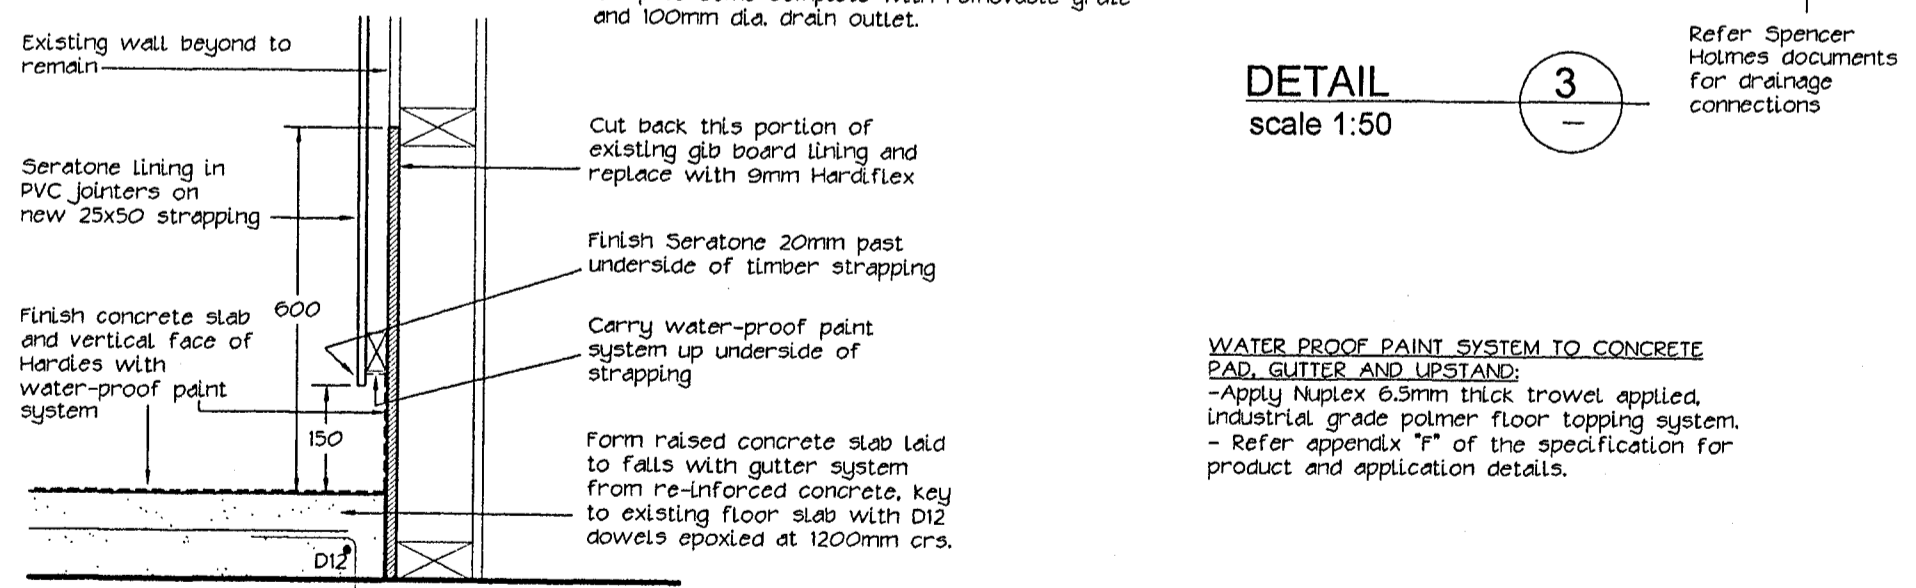 and 100mm dia. drain outlet.
Existing wall beyond to
remain
Seratone lining in
PVC jointers on
new 25x50 strapping
Finish concrete slab
and vertical face of
Hardies with
water-proof paint
system
600
150
D12
Cut back this portion of
existing gib board lining and
replace with 9mm Hardiflex
Finish Seratone 20mm past
underside of timber strapping
Carry water-proof paint
system up underside of
strapping
Form raised concrete slab laid
to falls with gutter system
from re-inforced concrete, key
to existing floor slab with D12
dowels epoxied at 1200mm crs.
DETAIL
scale 1:50
3
–
Refer Spencer
Holmes documents
for drainage
connections
WATER PROOF PAINT SYSTEM TO CONCRETE
PAD, GUTTER AND UPSTAND:
-Apply Nuplex 6.5mm thick trowel applied,
industrial grade polmer floor topping system.
- Refer appendix "F" of the specification for
product and application details.